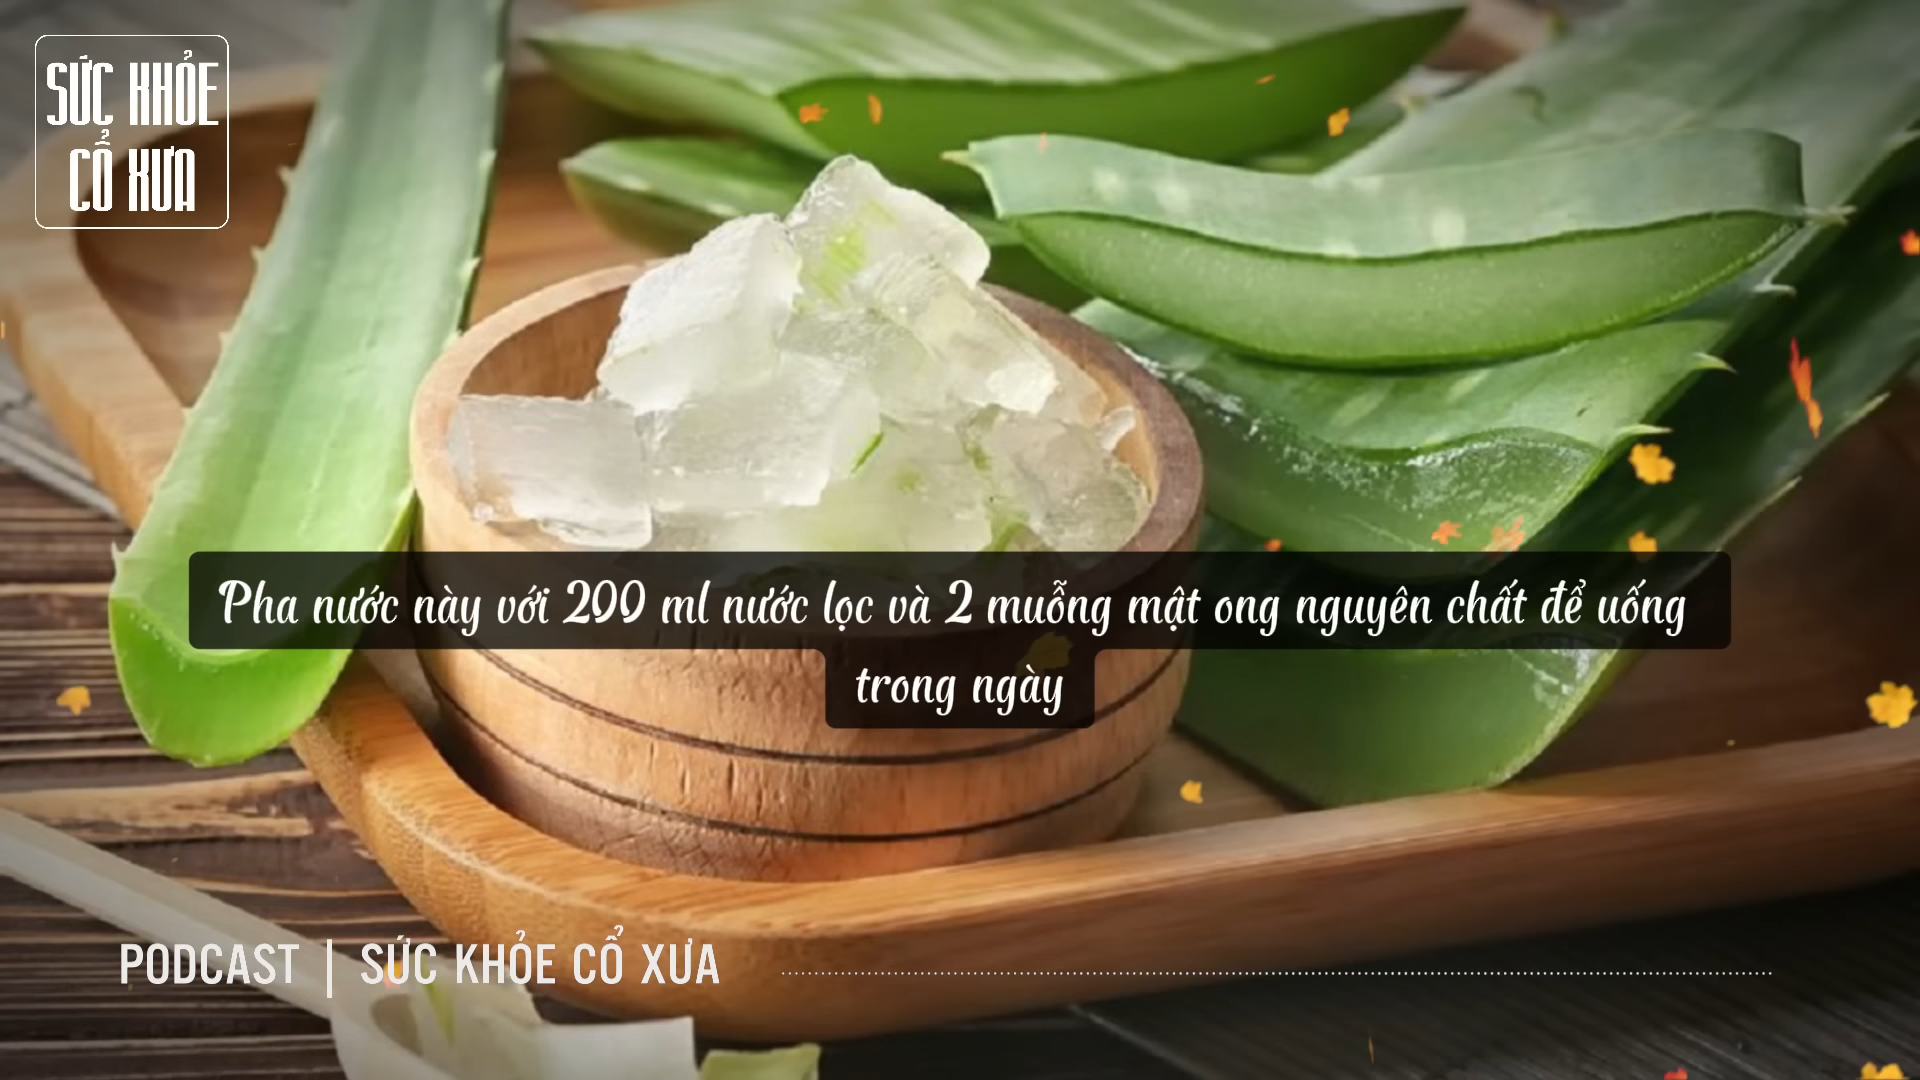 SỨC KHỎE
CỔ XƯA
Pha nước này với 200 ml nước lọc và 2 muỗng mật ong nguyên chất để uống
trong ngày
PODCAST | SỨC KHỎE CỔ XƯA